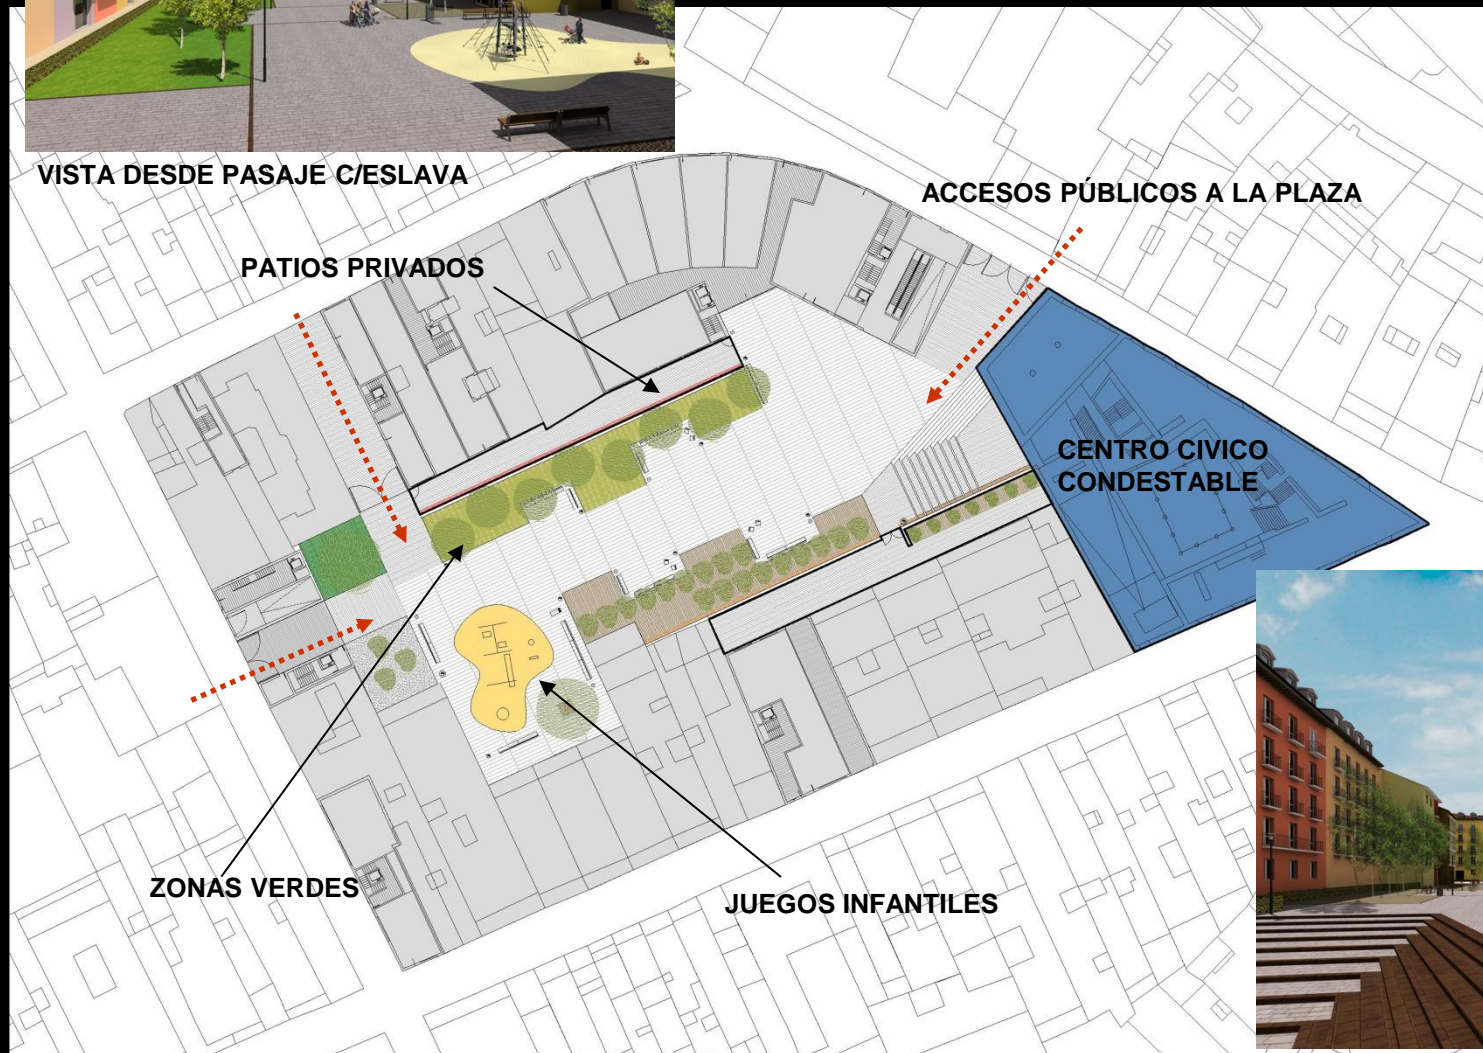 VISTA DESDE PASAJE C/ESLAVA
ACCESOS PÚBLICOS A LA PLAZA
PATIOS PRIVADOS
CENTRO CIVICO
CONDESTABLE
ZONAS VERDES
JUEGOS INFANTILES